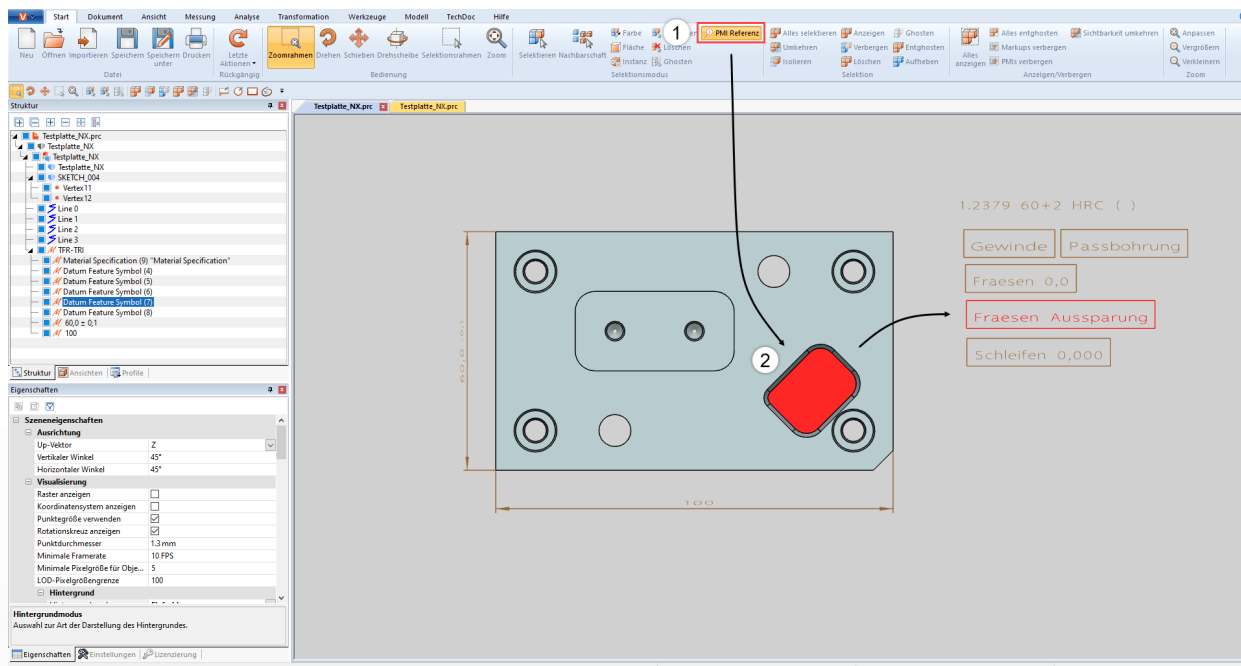 V
Start Dokument Ansicht Messung Analyse Transformation Werkzeuge Modell TechDoc Hilfe
Neu Öffnen Importieren Speichern Speichern unter Drucken
Datei
Letzte Aktionen
Rückgängig
Zoomrahmen Drehen Schieben Drehscheibe Selektionsrahmen Zoom
Bedienung
Selektieren Nachbarschaft
Farbe
Fläche Löschen
Instanz Ghosten
1
PMI Referenz
Selektionsmodus
Alles selektieren Anzeigen Ghosten
Umkehren Verbergen Entghosten
Isolieren Löschen Aufheben
Selektion
Alles anzeigen
Alles entghosten Sichtbarkeit umkehren
Markups verbergen
PMIs verbergen
Anzeigen/Verbergen
Anpassen
Vergrößern
Verkleinern
Zoom
Struktur
Testplatte_NX.prc
Testplatte_NX
Testplatte_NX
Testplatte_NX
SKETCH_004
Vertex11
Vertex12
Line 0
Line 1
Line 2
Line 3
TFR-TRI
Material Specification (9) "Material Specification"
Datum Feature Symbol (4)
Datum Feature Symbol (5)
Datum Feature Symbol (6)
Datum Feature Symbol (7)
Datum Feature Symbol (8)
60,0 ± 0,1
100
Struktur Ansichten Profile
Eigenschaften
Szeneneigenschaften
Ausrichtung
Up-Vektor Z
Vertikaler Winkel 45°
Horizontaler Winkel 45°
Visualisierung
Raster anzeigen
Koordinatensystem anzeigen
Punktegröße verwenden
Rotationskreuz anzeigen
Punktdurchmesser 1.3 mm
Minimale Framerate 10 FPS
Minimale Pixelgröße für Obje... 5
LOD-Pixelgrößengrenze 100
Hintergrund
Hintergrundmodus
Auswahl zur Art der Darstellung des Hintergrundes.
Eigenschaften Einstellungen Lizenzierung
Testplatte_NX.prc Testplatte_NX.prc
1.2379 60+2 HRC ( )
Gewinde Passbohrung
Fraesen 0,0
Fraesen Aussparung
Schleifen 0,000
2
100